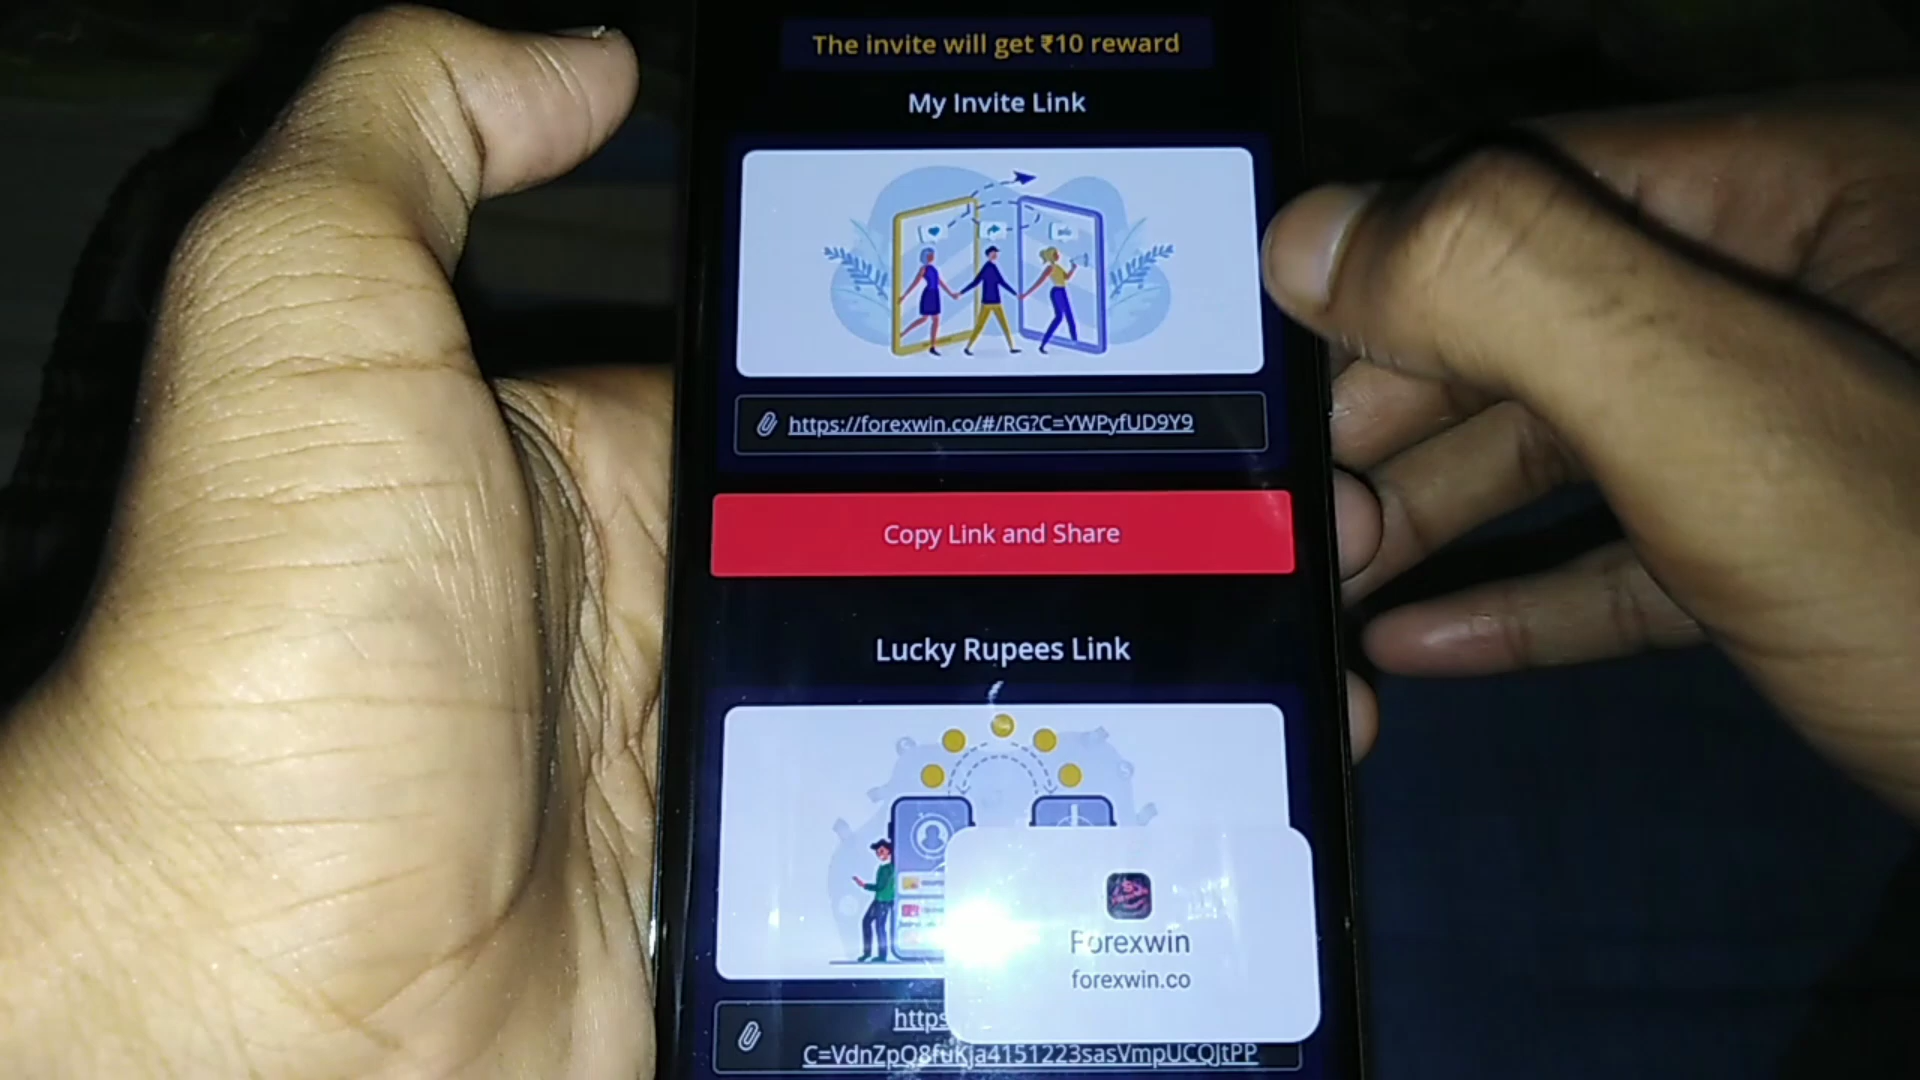 The invite will get ₹10 reward
My Invite Link
https://forexwin.co/#/RG?C=YWPyfUD9Y9
Copy Link and Share
Lucky Rupees Link
Forexwin
forexwin.co
https
C=VdnZpQ8fuKja4151223sasVmpUCQJtPP